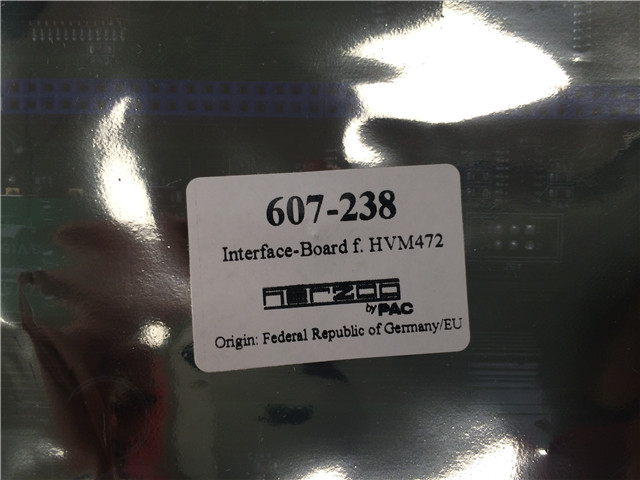 607-238
Interface-Board f. HVM472
HERZOG
by PAC
Origin: Federal Republic of Germany/EU